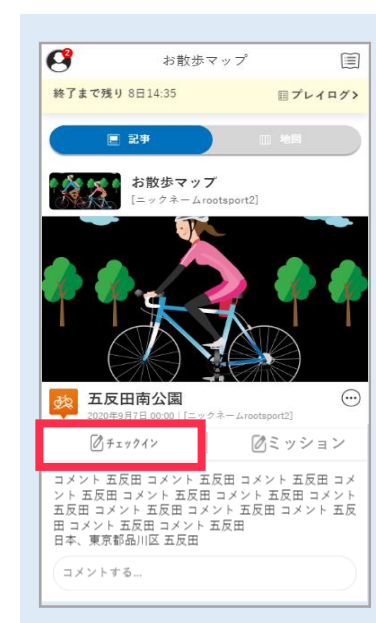 2
お散歩マップ
終了まで残り 8日14:35
プレイログ>
記事
地図
お散歩マップ
[ニックネームrootsport2]
五反田南公園
2020年9月7日 00:00 | [ニックネームrootsport2]
チェックイン
ミッション
コメント 五反田 コメント 五反田 コメント 五反田 コメ
ント 五反田 コメント 五反田 コメント 五反田 コメント
五反田 コメント 五反田 コメント 五反田 コメント 五反
田 コメント 五反田 コメント 五反田
日本、東京都品川区 五反田
コメントする...